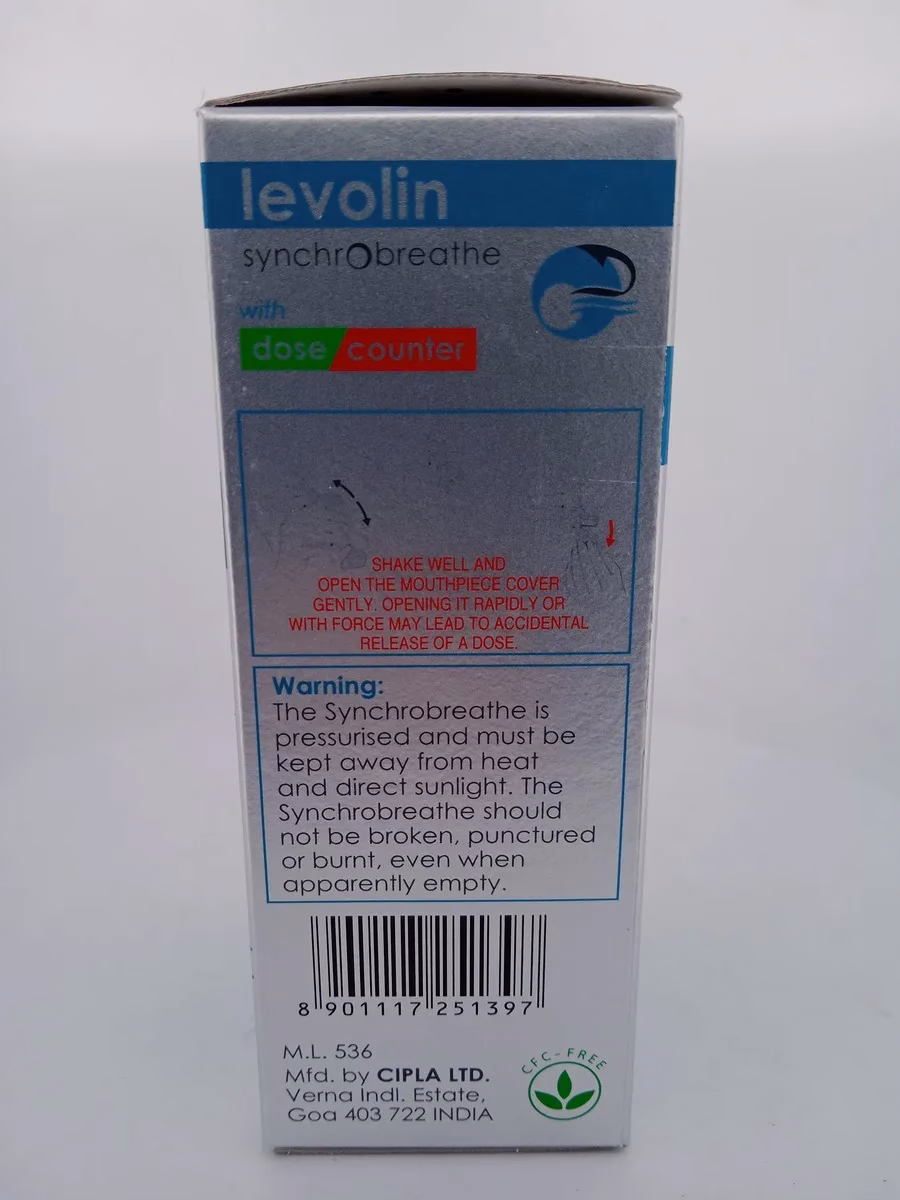 levolin
synchrobreathe
with
dose counter
SHAKE WELL AND
OPEN THE MOUTHPIECE COVER
GENTLY. OPENING IT RAPIDLY OR
WITH FORCE MAY LEAD TO ACCIDENTAL
RELEASE OF A DOSE.
Warning:
The Synchrobreathe is
pressurised and must be
kept away from heat
and direct sunlight. The
Synchrobreathe should
not be broken, punctured
or burnt, even when
apparently empty.
8 901117 251397
M.L. 536
Mfd. by CIPLA LTD.
Verna Indl. Estate,
Goa 403 722 INDIA
CFC-FREE